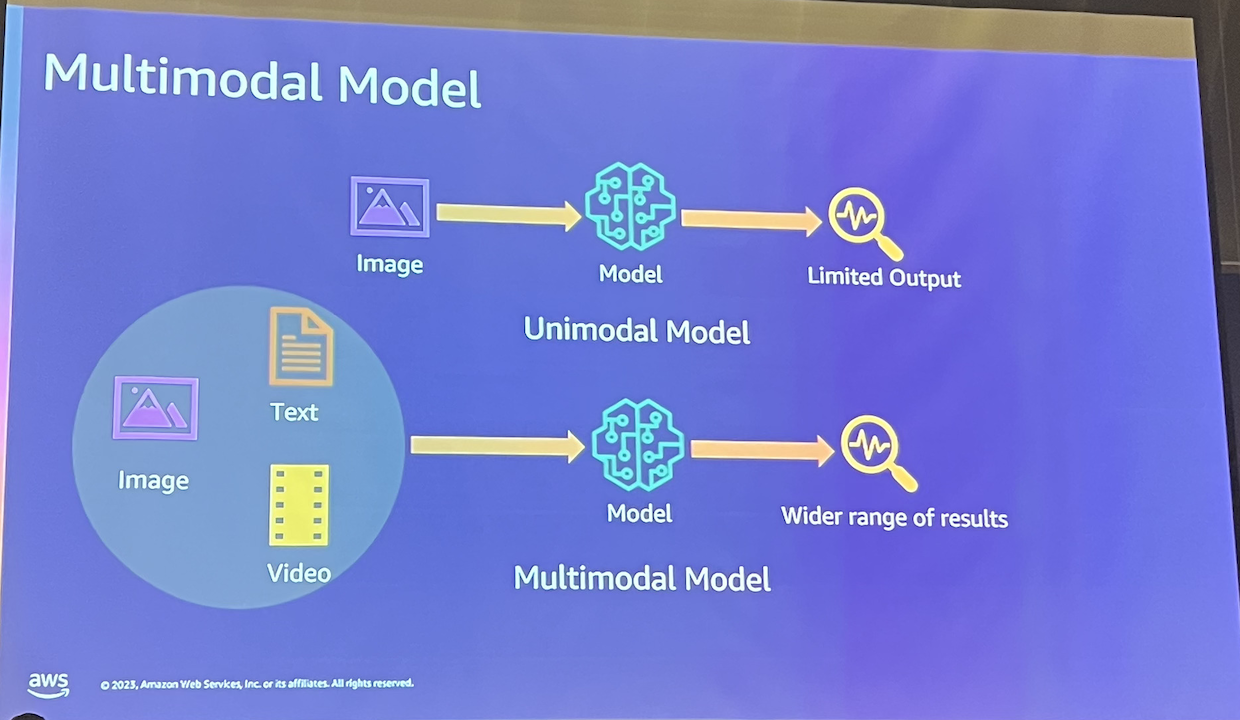 Multimodal Model
Image
Model
Limited Output
Unimodal Model
Image
Text
Video
Model
Wider range of results
Multimodal Model
aws
© 2023, Amazon Web Services, Inc. or its affiliates. All rights reserved.